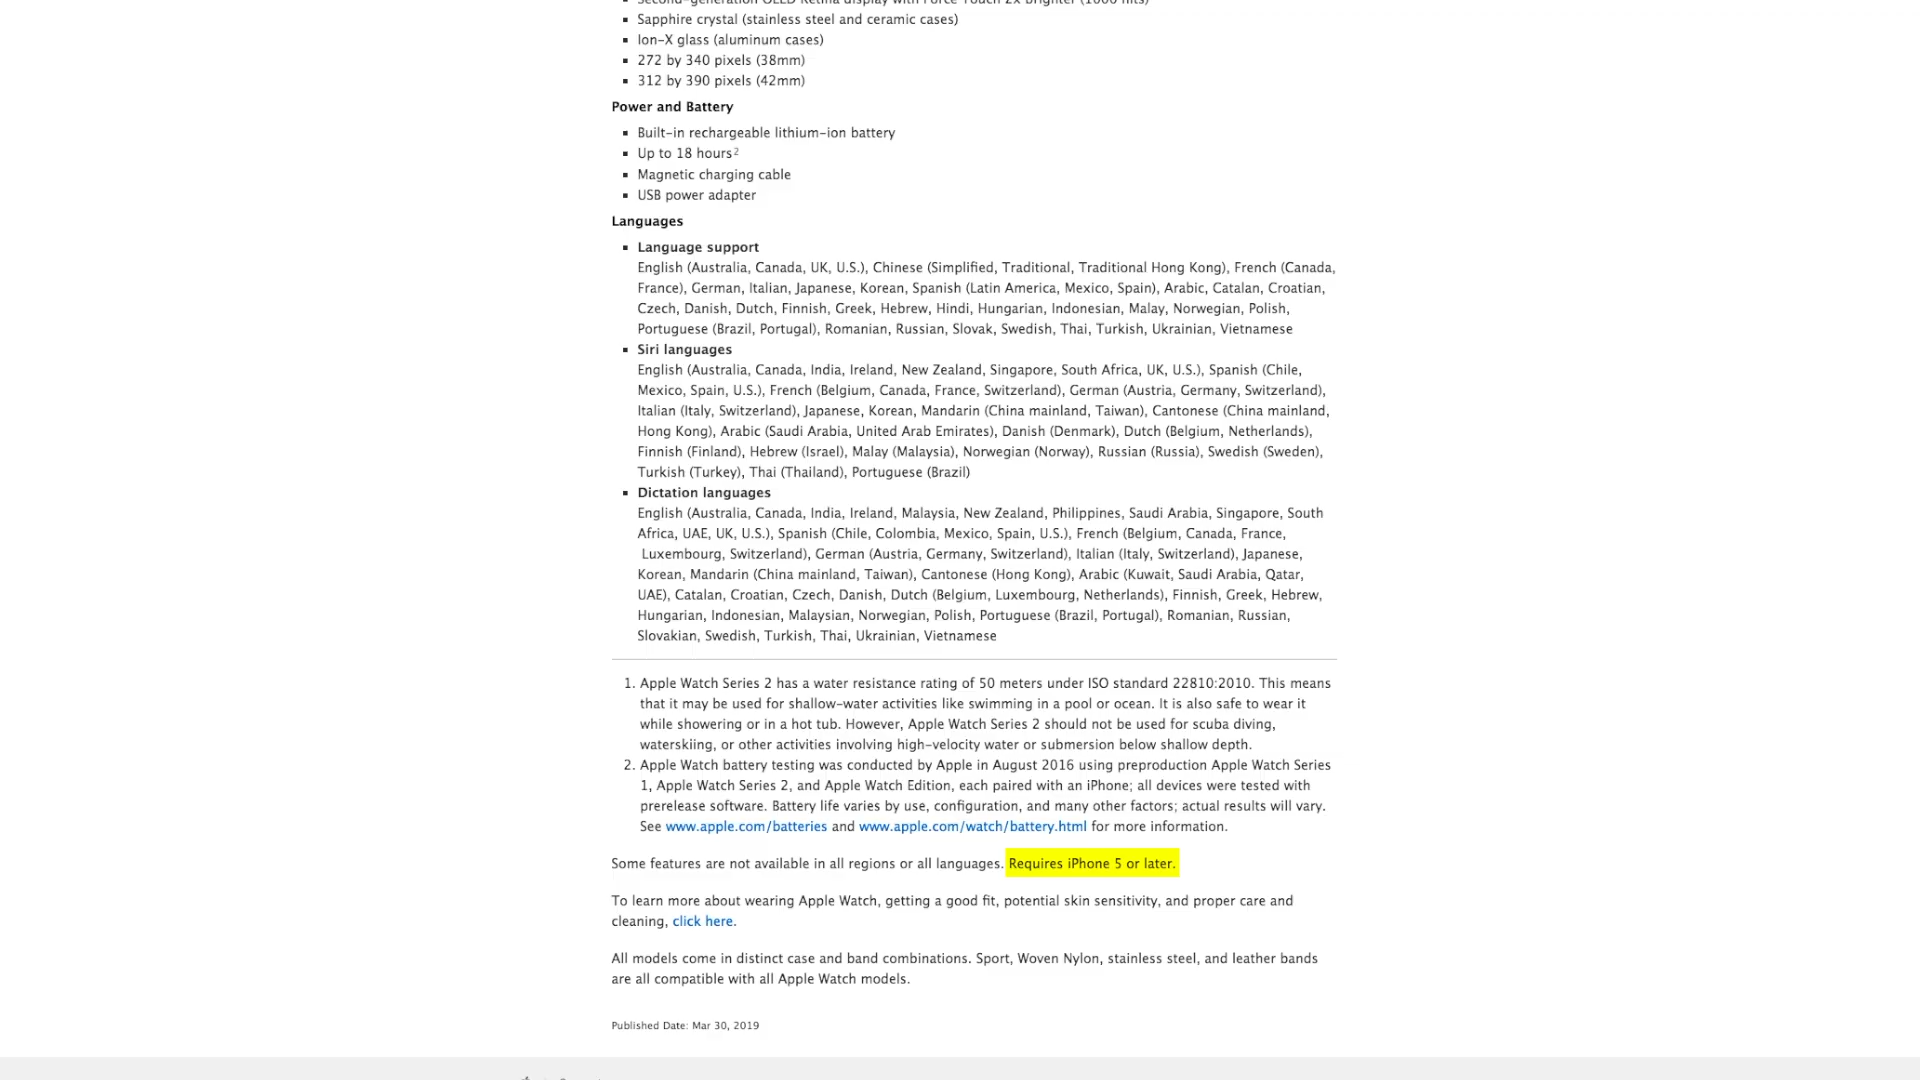 Second-generation OLED Retina display with Force Touch 2x brighter (1000 nits)
▪ Sapphire crystal (stainless steel and ceramic cases)
▪ Ion-X glass (aluminum cases)
▪ 272 by 340 pixels (38mm)
▪ 312 by 390 pixels (42mm)
Power and Battery
▪ Built-in rechargeable lithium-ion battery
▪ Up to 18 hours2
▪ Magnetic charging cable
▪ USB power adapter
Languages
▪ Language support
English (Australia, Canada, UK, U.S.), Chinese (Simplified, Traditional, Traditional Hong Kong), French (Canada,
France), German, Italian, Japanese, Korean, Spanish (Latin America, Mexico, Spain), Arabic, Catalan, Croatian,
Czech, Danish, Dutch, Finnish, Greek, Hebrew, Hindi, Hungarian, Indonesian, Malay, Norwegian, Polish,
Portuguese (Brazil, Portugal), Romanian, Russian, Slovak, Swedish, Thai, Turkish, Ukrainian, Vietnamese
▪ Siri languages
English (Australia, Canada, India, Ireland, New Zealand, Singapore, South Africa, UK, U.S.), Spanish (Chile,
Mexico, Spain, U.S.), French (Belgium, Canada, France, Switzerland), German (Austria, Germany, Switzerland),
Italian (Italy, Switzerland), Japanese, Korean, Mandarin (China mainland, Taiwan), Cantonese (China mainland,
Hong Kong), Arabic (Saudi Arabia, United Arab Emirates), Danish (Denmark), Dutch (Belgium, Netherlands),
Finnish (Finland), Hebrew (Israel), Malay (Malaysia), Norwegian (Norway), Russian (Russia), Swedish (Sweden),
Turkish (Turkey), Thai (Thailand), Portuguese (Brazil)
▪ Dictation languages
English (Australia, Canada, India, Ireland, Malaysia, New Zealand, Philippines, Saudi Arabia, Singapore, South
Africa, UAE, UK, U.S.), Spanish (Chile, Colombia, Mexico, Spain, U.S.), French (Belgium, Canada, France,
Luxembourg, Switzerland), German (Austria, Germany, Switzerland), Italian (Italy, Switzerland), Japanese,
Korean, Mandarin (China mainland, Taiwan), Cantonese (Hong Kong), Arabic (Kuwait, Saudi Arabia, Qatar,
UAE), Catalan, Croatian, Czech, Danish, Dutch (Belgium, Luxembourg, Netherlands), Finnish, Greek, Hebrew,
Hungarian, Indonesian, Malaysian, Norwegian, Polish, Portuguese (Brazil, Portugal), Romanian, Russian,
Slovakian, Swedish, Turkish, Thai, Ukrainian, Vietnamese
1. Apple Watch Series 2 has a water resistance rating of 50 meters under ISO standard 22810:2010. This means
that it may be used for shallow-water activities like swimming in a pool or ocean. It is also safe to wear it
while showering or in a hot tub. However, Apple Watch Series 2 should not be used for scuba diving,
waterskiing, or other activities involving high-velocity water or submersion below shallow depth.
2. Apple Watch battery testing was conducted by Apple in August 2016 using preproduction Apple Watch Series
1, Apple Watch Series 2, and Apple Watch Edition, each paired with an iPhone; all devices were tested with
prerelease software. Battery life varies by use, configuration, and many other factors; actual results will vary.
See www.apple.com/batteries and www.apple.com/watch/battery.html for more information.
Some features are not available in all regions or all languages. Requires iPhone 5 or later.
To learn more about wearing Apple Watch, getting a good fit, potential skin sensitivity, and proper care and
cleaning, click here.
All models come in distinct case and band combinations. Sport, Woven Nylon, stainless steel, and leather bands
are all compatible with all Apple Watch models.
Published Date: Mar 30, 2019